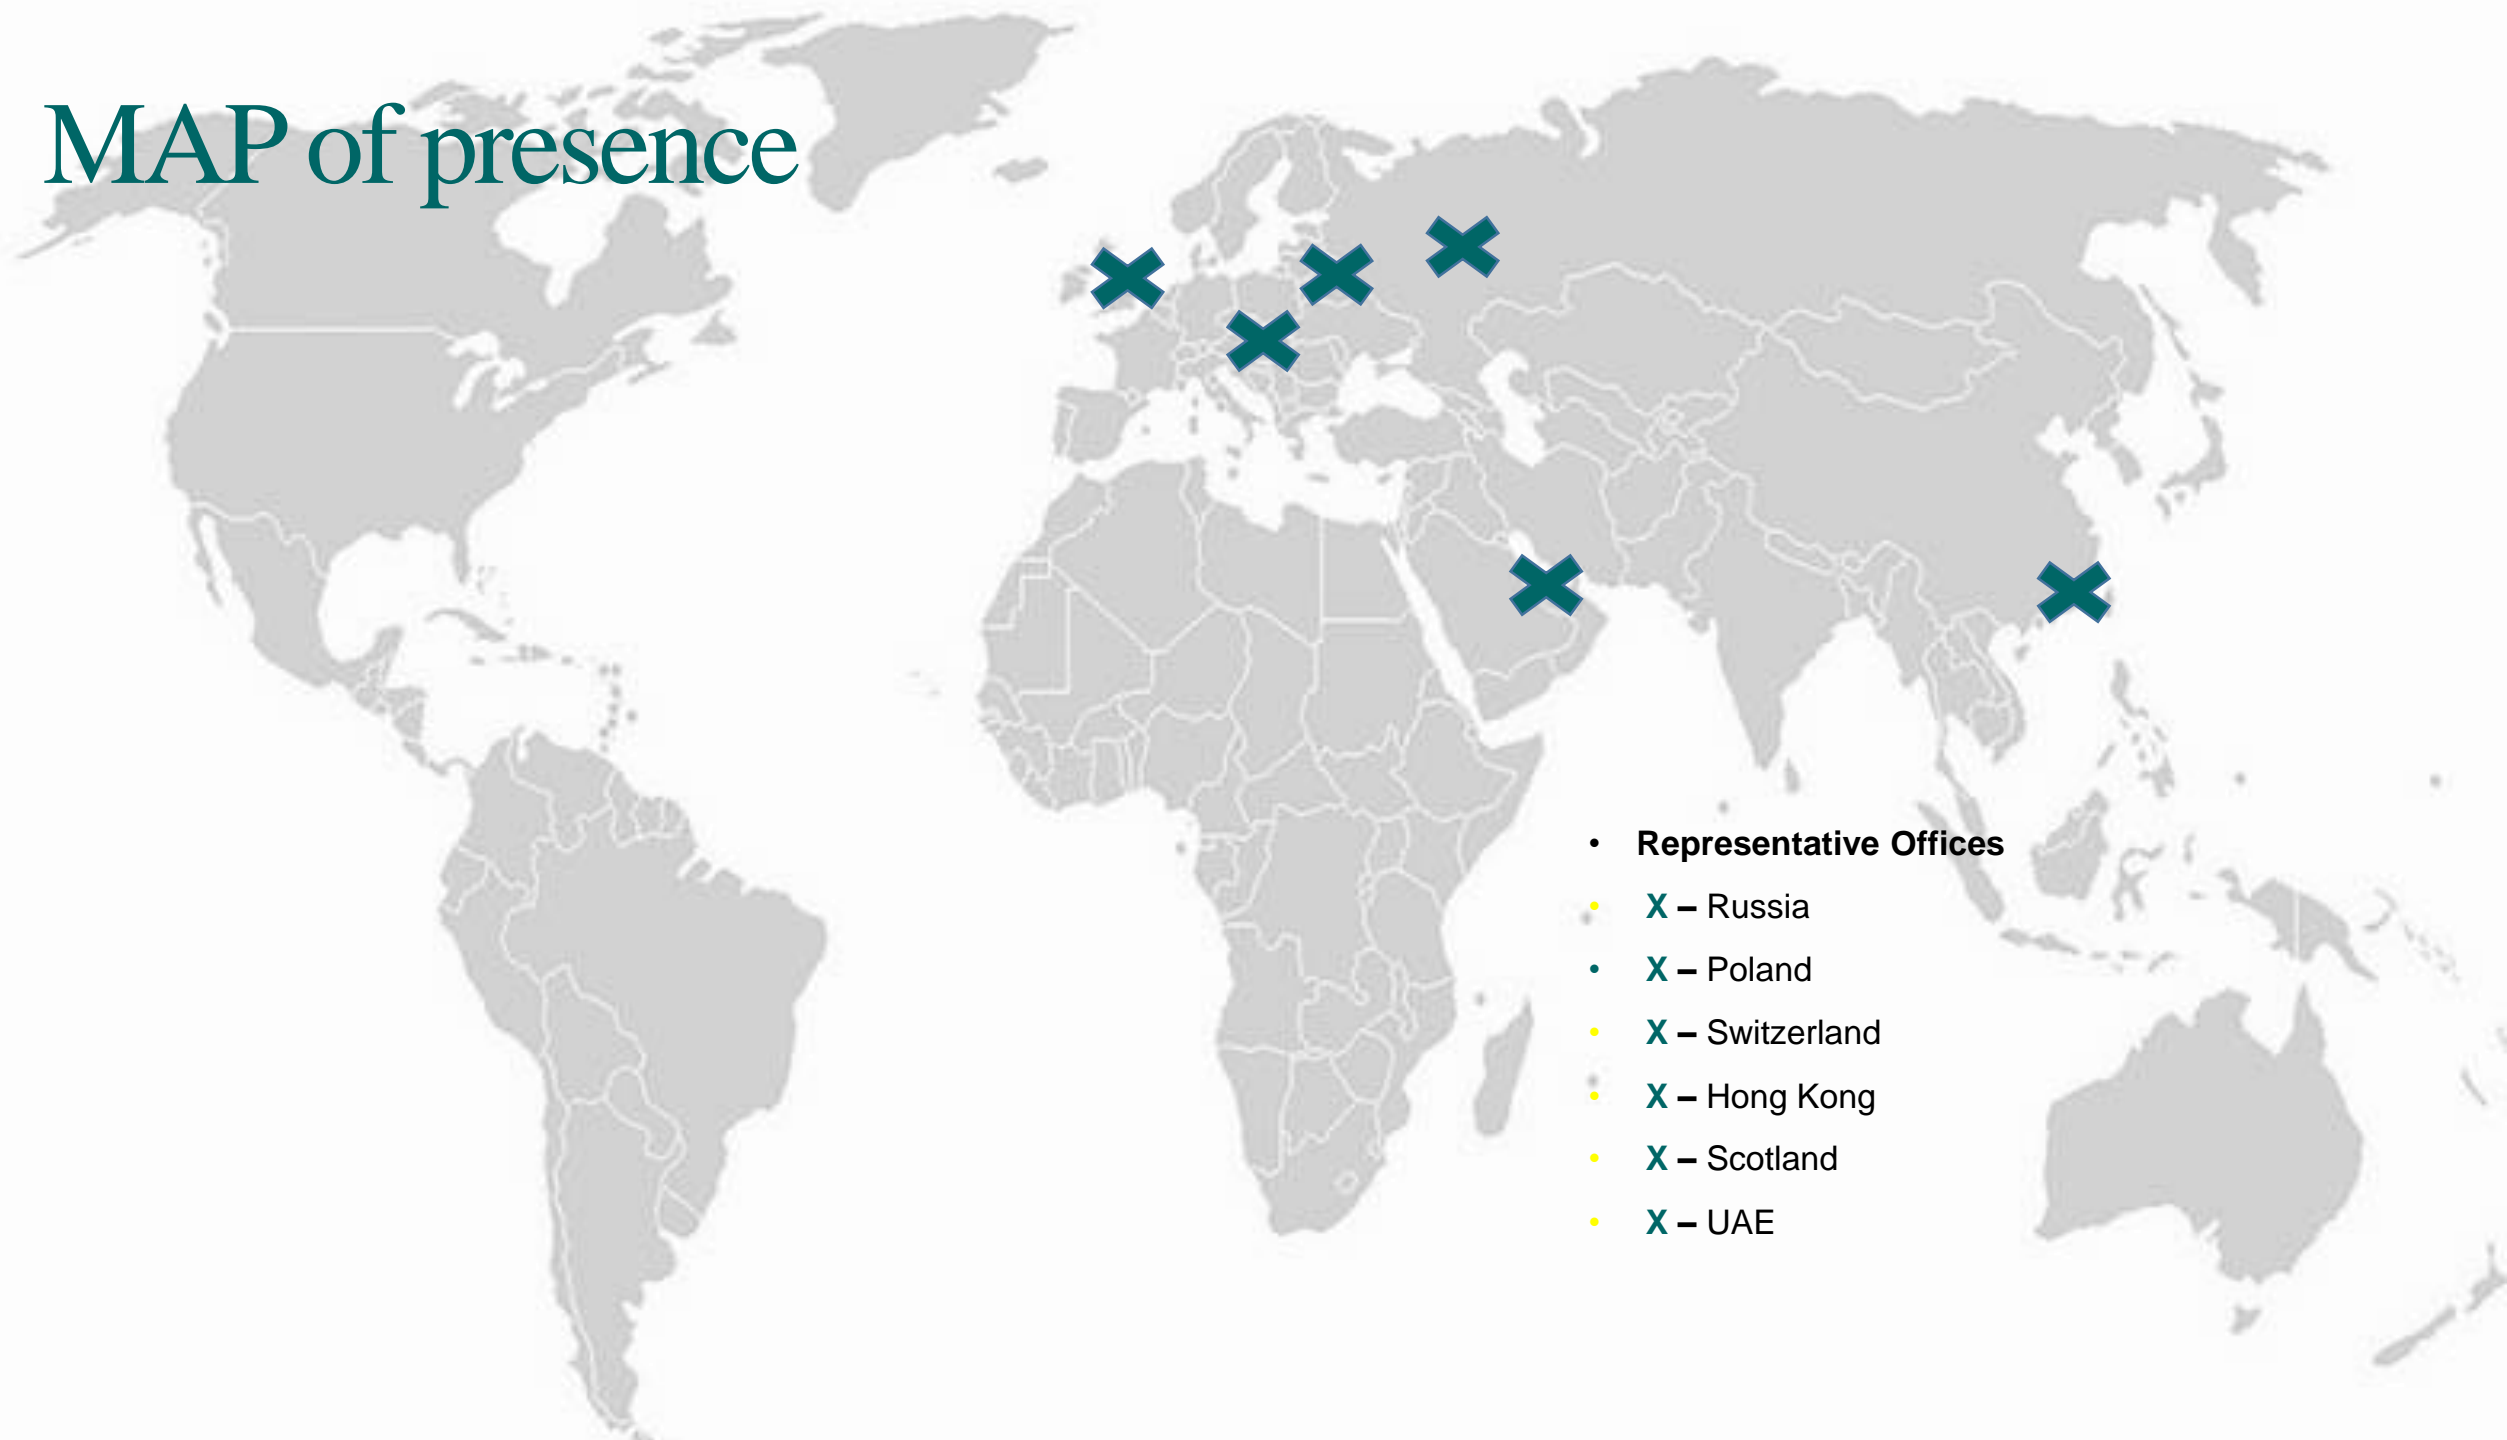 MAP of presence
• Representative Offices
• X – Russia
• X – Poland
• X – Switzerland
• X – Hong Kong
• X – Scotland
• X – UAE